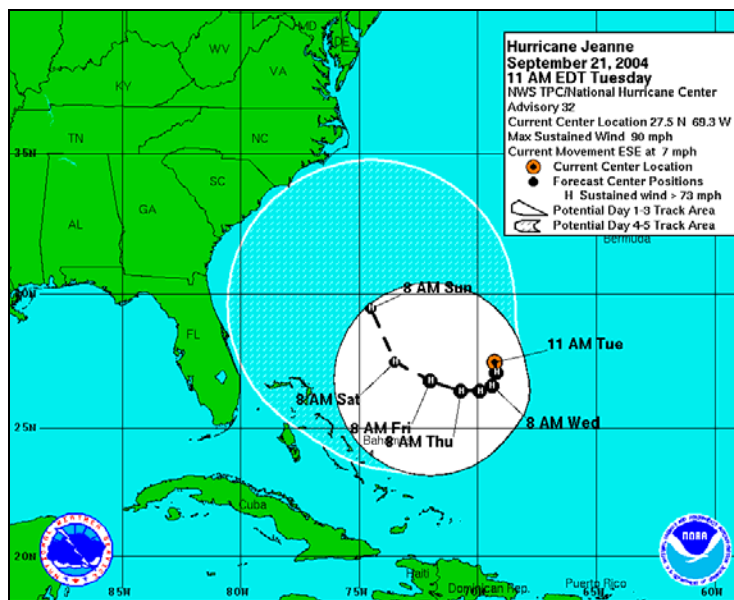 Hurricane Jeanne
September 21, 2004
11 AM EDT Tuesday
NWS TPC/National Hurricane Center
Advisory 32
Current Center Location 27.5 N 69.3 W
Max Sustained Wind 90 mph
Current Movement ESE at 7 mph
Current Center Location
Forecast Center Positions
H Sustained wind > 73 mph
Potential Day 1-3 Track Area
Potential Day 4-5 Track Area
MD
WV
DE
KY
VA
TN
NC
35N
SC
AL
GA
Bermuda
30N
8 AM Sun
FL
11 AM Tue
8 AM Sat
8 AM Fri
8 AM Wed
25N
8 AM Thu
Cuba
20N
Haiti
Dominican Rep.
Puerto Rico
85W
80W
75W
70W
65W
60W
H
H
H
H
H
H
H
NOAA